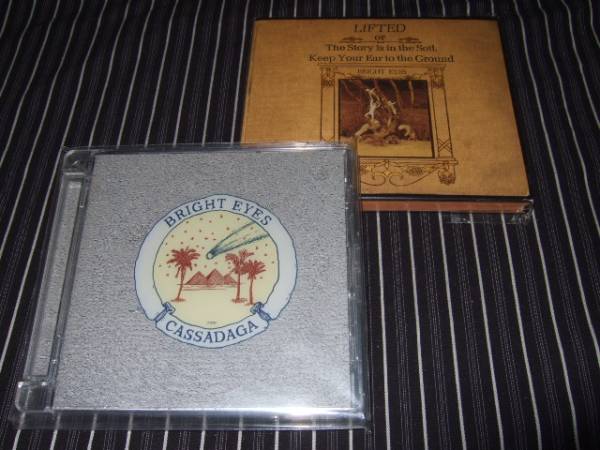 LIFTED
or
The Story Is in the Soil,
Keep Your Ear to the Ground
BRIGHT EYES
BRIGHT EYES
CASSADAGA